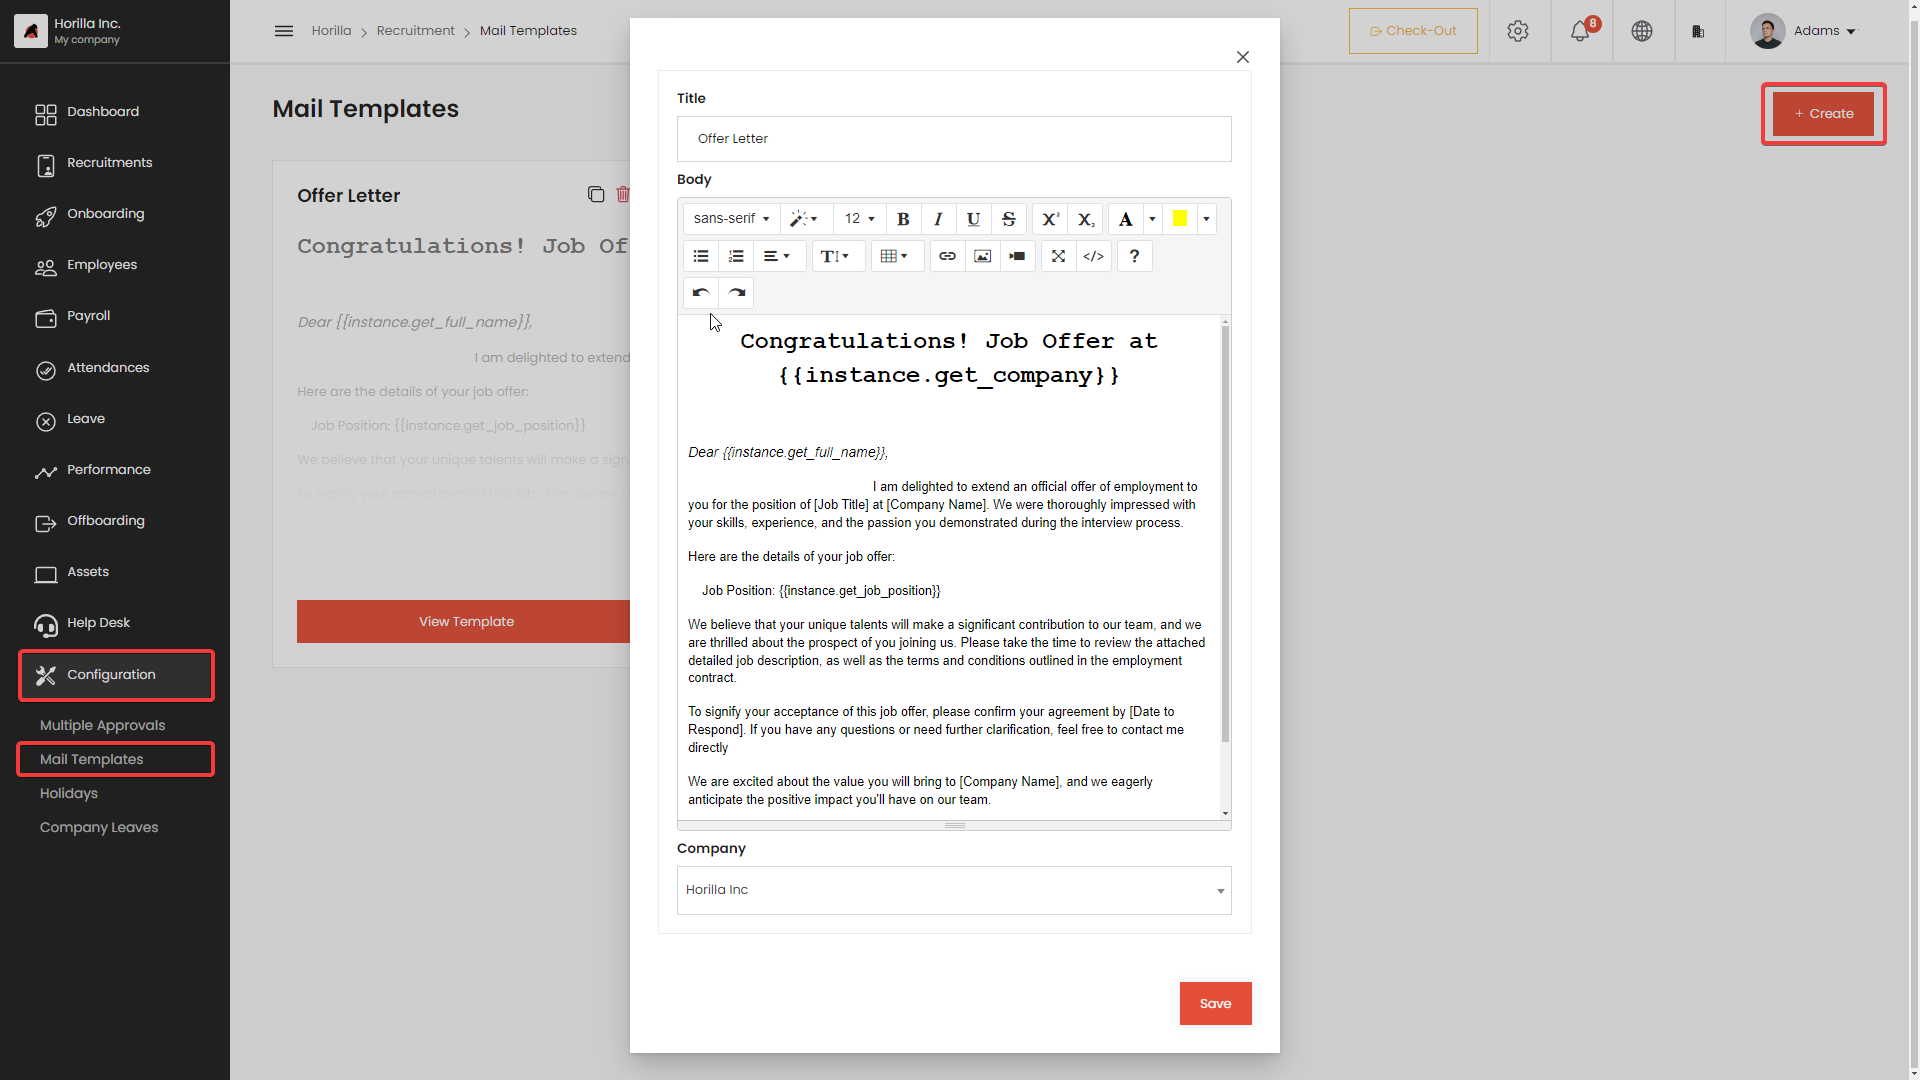 Horilla Inc.
My company
Dashboard
Recruitments
Onboarding
Employees
Payroll
Attendances
Leave
Performance
Offboarding
Assets
Help Desk
Configuration
Multiple Approvals
Mail Templates
Holidays
Company Leaves
Horilla > Recruitment > Mail Templates
Check-Out
8
Adams
Mail Templates
+ Create
Offer Letter
Congratulations! Job Of
Dear {{instance.get_full_name}},
I am delighted to extend
Here are the details of your job offer:
Job Position: {{instance.get_job_position}}
We believe that your unique talents will make a sign
To signify your acceptance of this job offer, please c
View Template
Title
Offer Letter
Body
sans-serif 12 B I U S X² X₂ A
T </> ?
Congratulations! Job Offer at
{{instance.get_company}}
Dear {{instance.get_full_name}},
I am delighted to extend an official offer of employment to
you for the position of [Job Title] at [Company Name]. We were thoroughly impressed with
your skills, experience, and the passion you demonstrated during the interview process.
Here are the details of your job offer:
Job Position: {{instance.get_job_position}}
We believe that your unique talents will make a significant contribution to our team, and we
are thrilled about the prospect of you joining us. Please take the time to review the attached
detailed job description, as well as the terms and conditions outlined in the employment
contract.
To signify your acceptance of this job offer, please confirm your agreement by [Date to
Respond]. If you have any questions or need further clarification, feel free to contact me
directly
We are excited about the value you will bring to [Company Name], and we eagerly
anticipate the positive impact you'll have on our team.
Company
Horilla Inc
Save